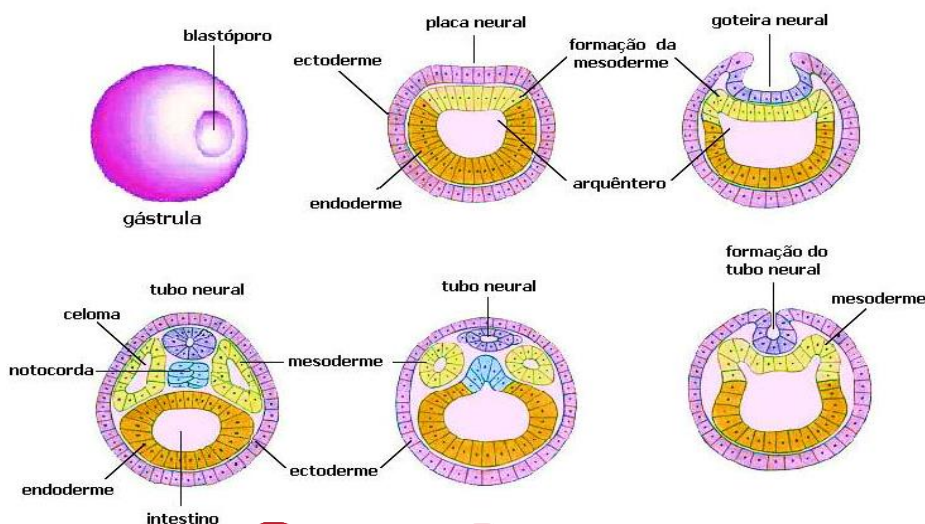 blastóporo
gástrula
placa neural
ectoderme
endoderme
formação da
mesoderme
arquêntero
goteira neural
tubo neural
celoma
notocorda
endoderme
intestino
mesoderme
ectoderme
tubo neural
formação do
tubo neural
mesoderme